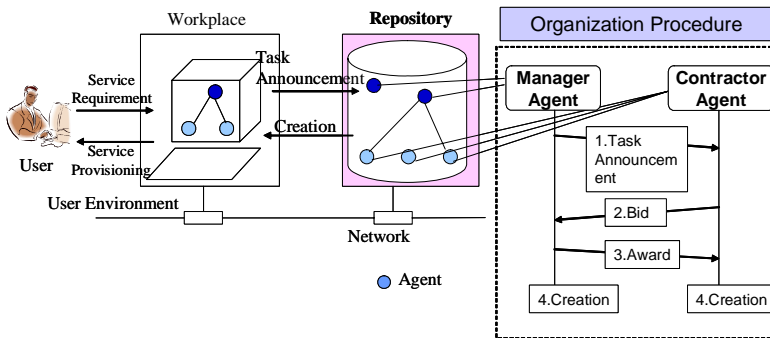 Workplace
Repository
Organization Procedure
Task
Announcement
Service
Requirement
Creation
Service
Provisioning
User
User Environment
Network
Agent
Manager
Agent
Contractor
Agent
1.Task
Announcem
ent
2.Bid
3.Award
4.Creation
4.Creation